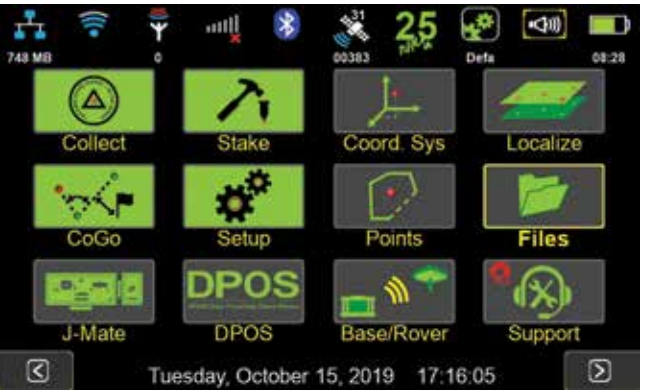 31
25
748 MB
0
00383
Defa
08:28
Collect
Stake
Coord. Sys
Localize
CoGo
Setup
Points
Files
DPOS
J-Mate
DPOS
Base/Rover
Support
Tuesday, October 15, 2019 17:16:05